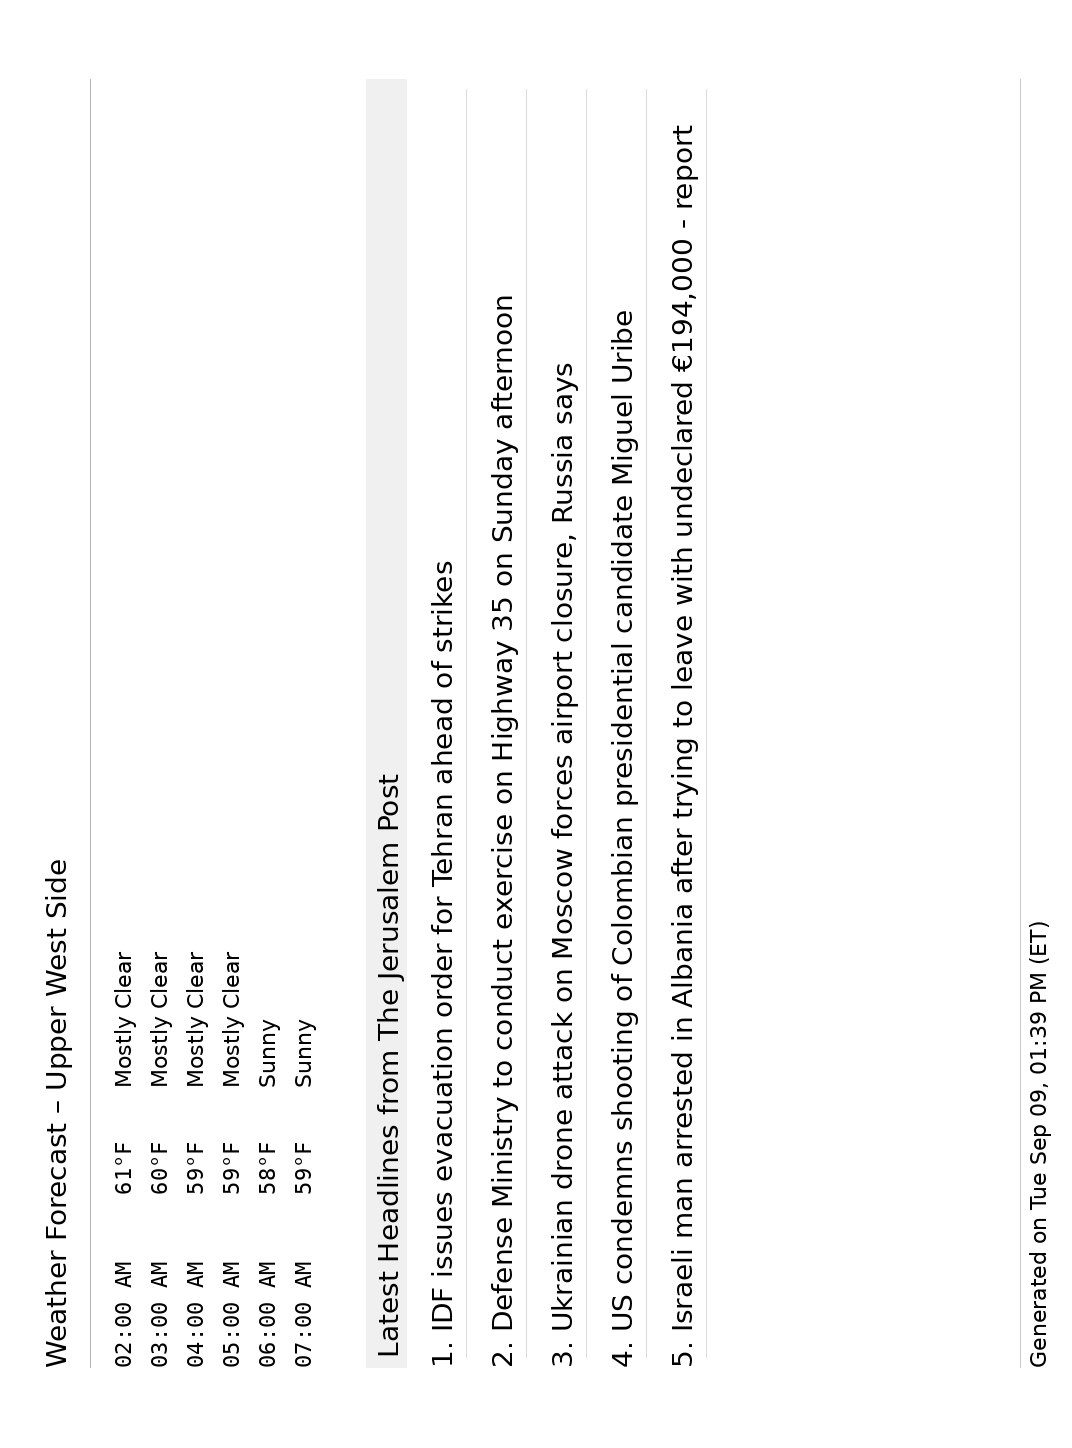 Weather Forecast – Upper West Side
02:00 AM 61°F Mostly Clear
03:00 AM 60°F Mostly Clear
04:00 AM 59°F Mostly Clear
05:00 AM 59°F Mostly Clear
06:00 AM 58°F Sunny
07:00 AM 59°F Sunny
Latest Headlines from The Jerusalem Post
1. IDF issues evacuation order for Tehran ahead of strikes
2. Defense Ministry to conduct exercise on Highway 35 on Sunday afternoon
3. Ukrainian drone attack on Moscow forces airport closure, Russia says
4. US condemns shooting of Colombian presidential candidate Miguel Uribe
5. Israeli man arrested in Albania after trying to leave with undeclared €194,000 - report
Generated on Tue Sep 09, 01:39 PM (ET)